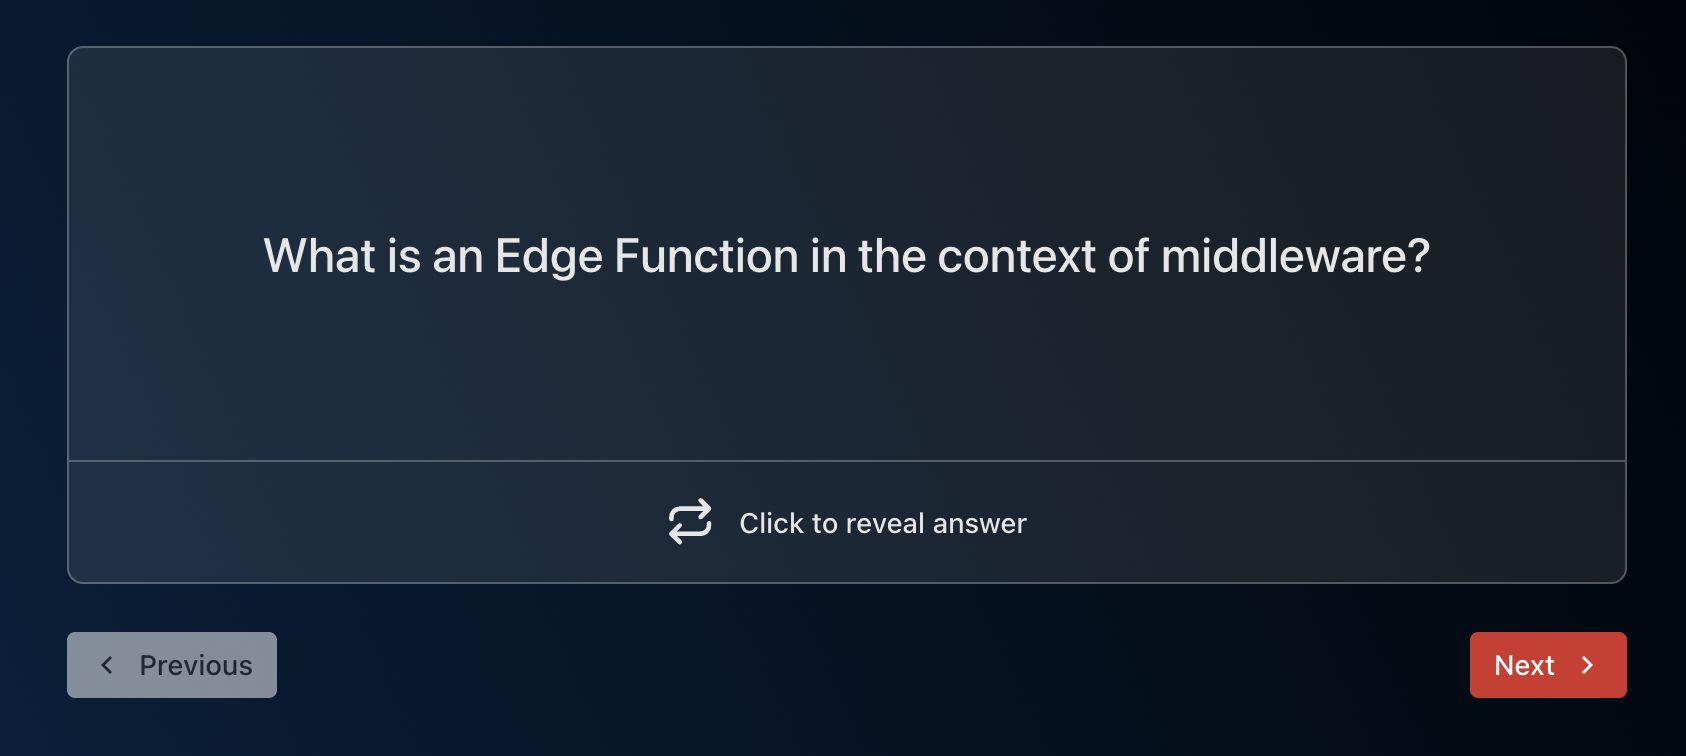 What is an Edge Function in the context of middleware?
Click to reveal answer
Previous
Next